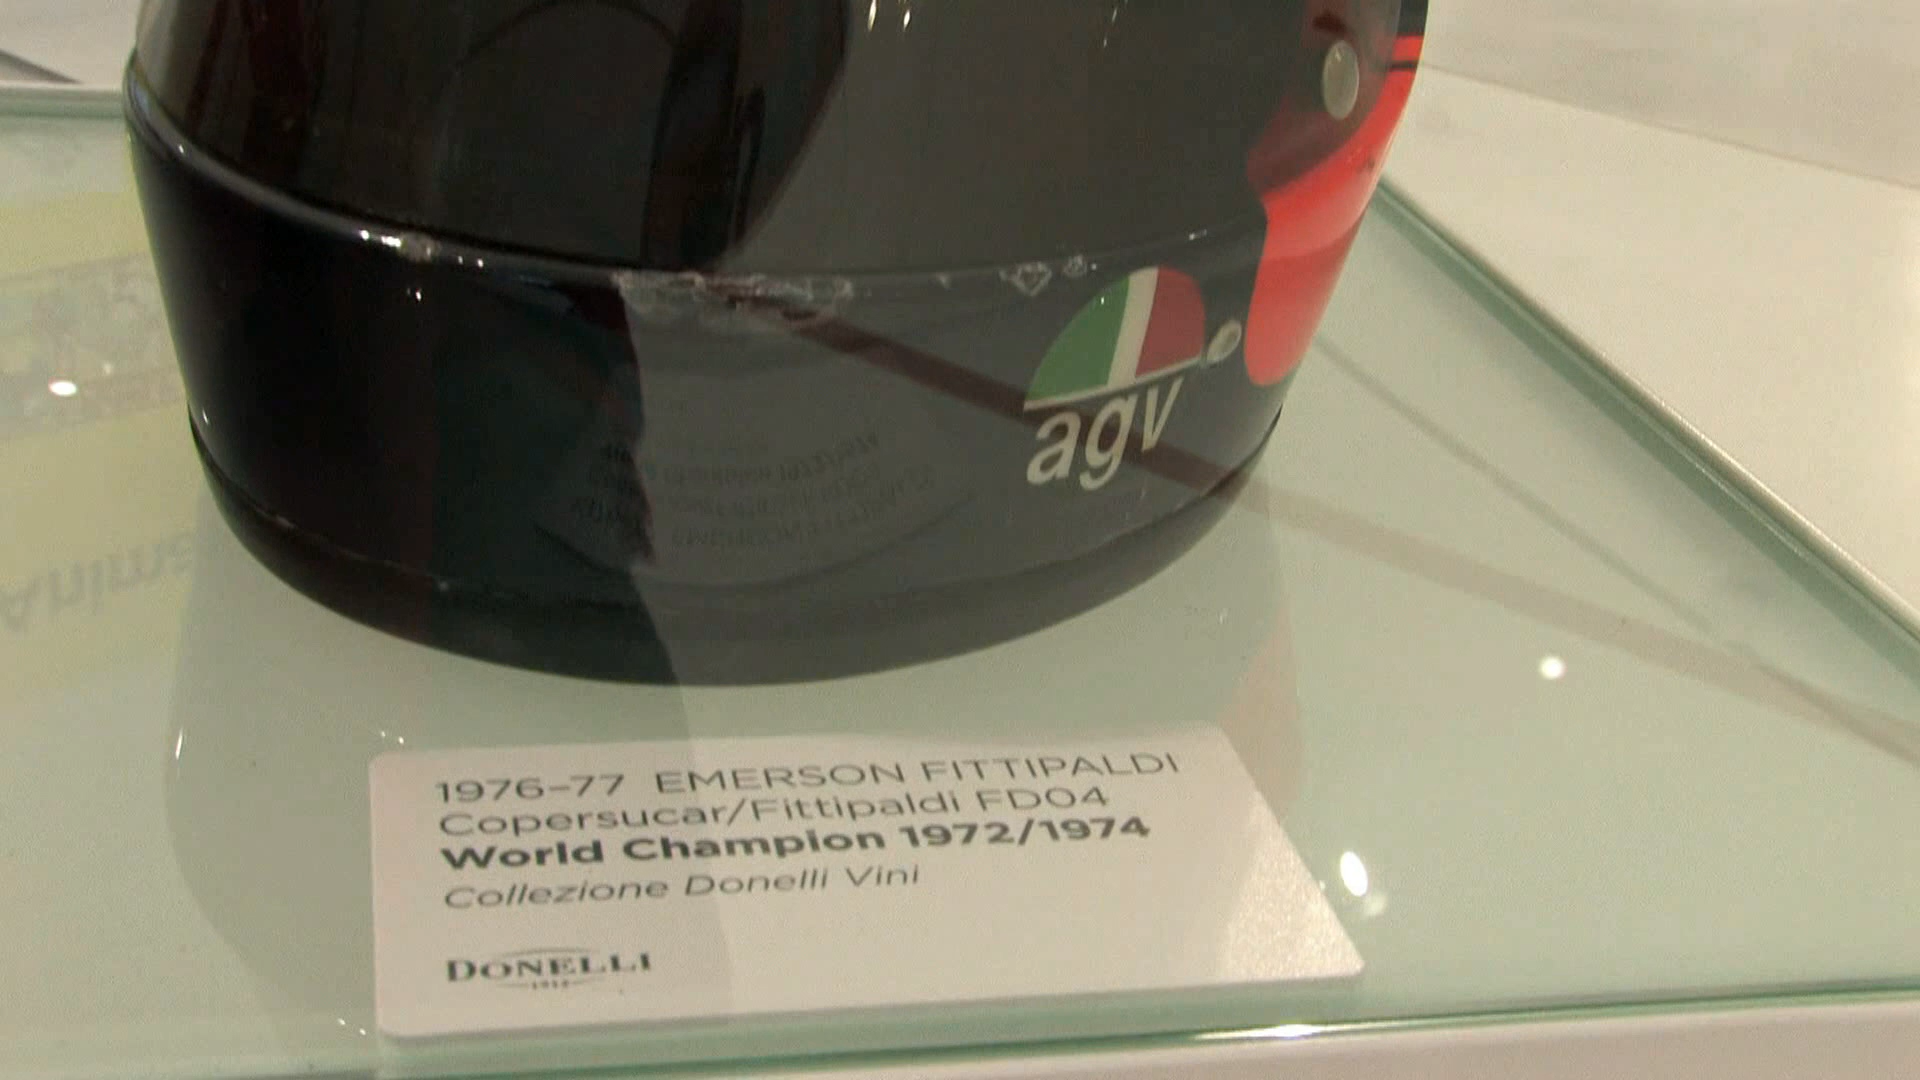 agv
1976-77 EMERSON FITTIPALDI
Copersucar/Fittipaldi FD04
World Champion 1972/1974
Collezione Donelli Vini
DONELLI